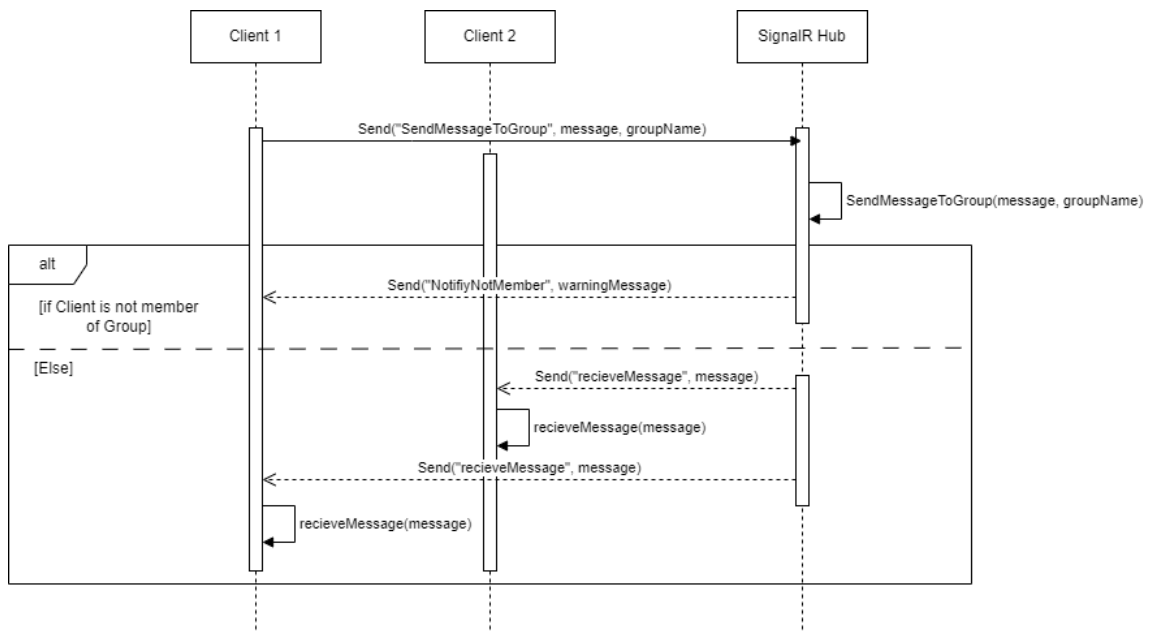 Client 1
Client 2
SignalR Hub
Send("SendMessageToGroup", message, groupName)
SendMessageToGroup(message, groupName)
alt
Send("NotifiyNotMember", warningMessage)
[if Client is not member
of Group]
[Else]
Send("recieveMessage", message)
recieveMessage(message)
Send("recieveMessage", message)
recieveMessage(message)